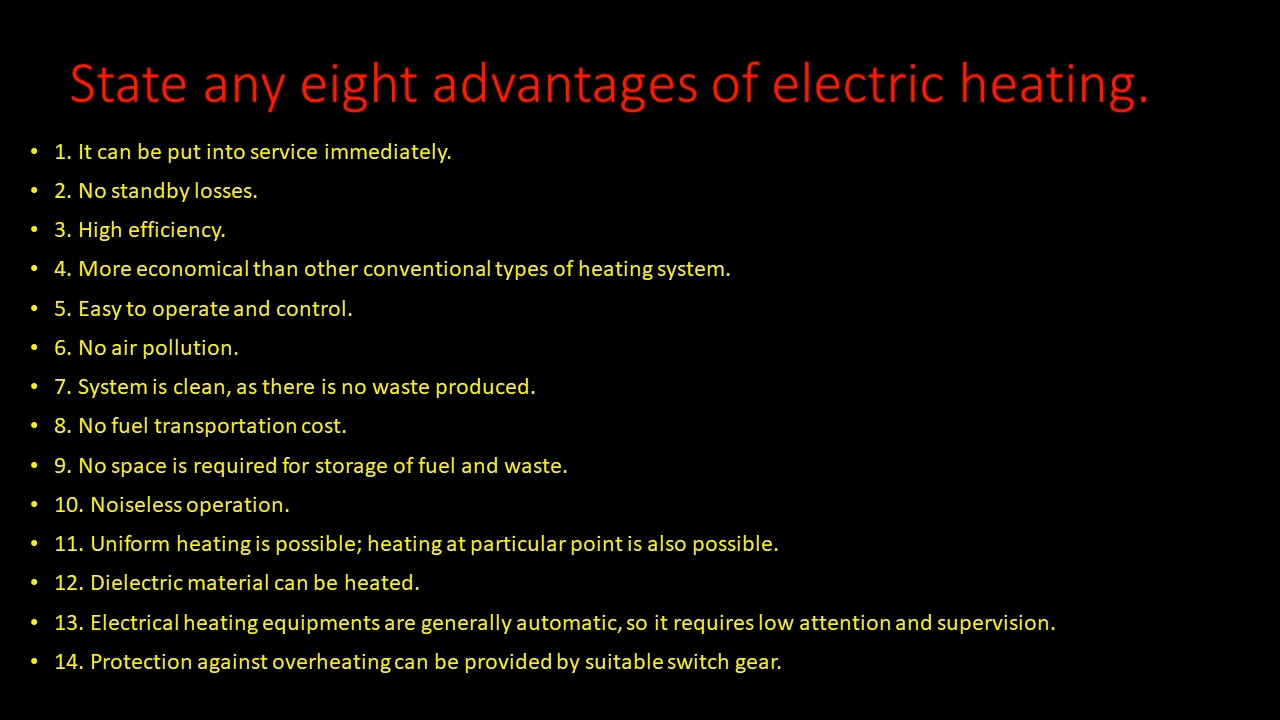 State any eight advantages of electric heating.
• 1. It can be put into service immediately.
• 2. No standby losses.
• 3. High efficiency.
• 4. More economical than other conventional types of heating system.
• 5. Easy to operate and control.
• 6. No air pollution.
• 7. System is clean, as there is no waste produced.
• 8. No fuel transportation cost.
• 9. No space is required for storage of fuel and waste.
• 10. Noiseless operation.
• 11. Uniform heating is possible; heating at particular point is also possible.
• 12. Dielectric material can be heated.
• 13. Electrical heating equipments are generally automatic, so it requires low attention and supervision.
• 14. Protection against overheating can be provided by suitable switch gear.